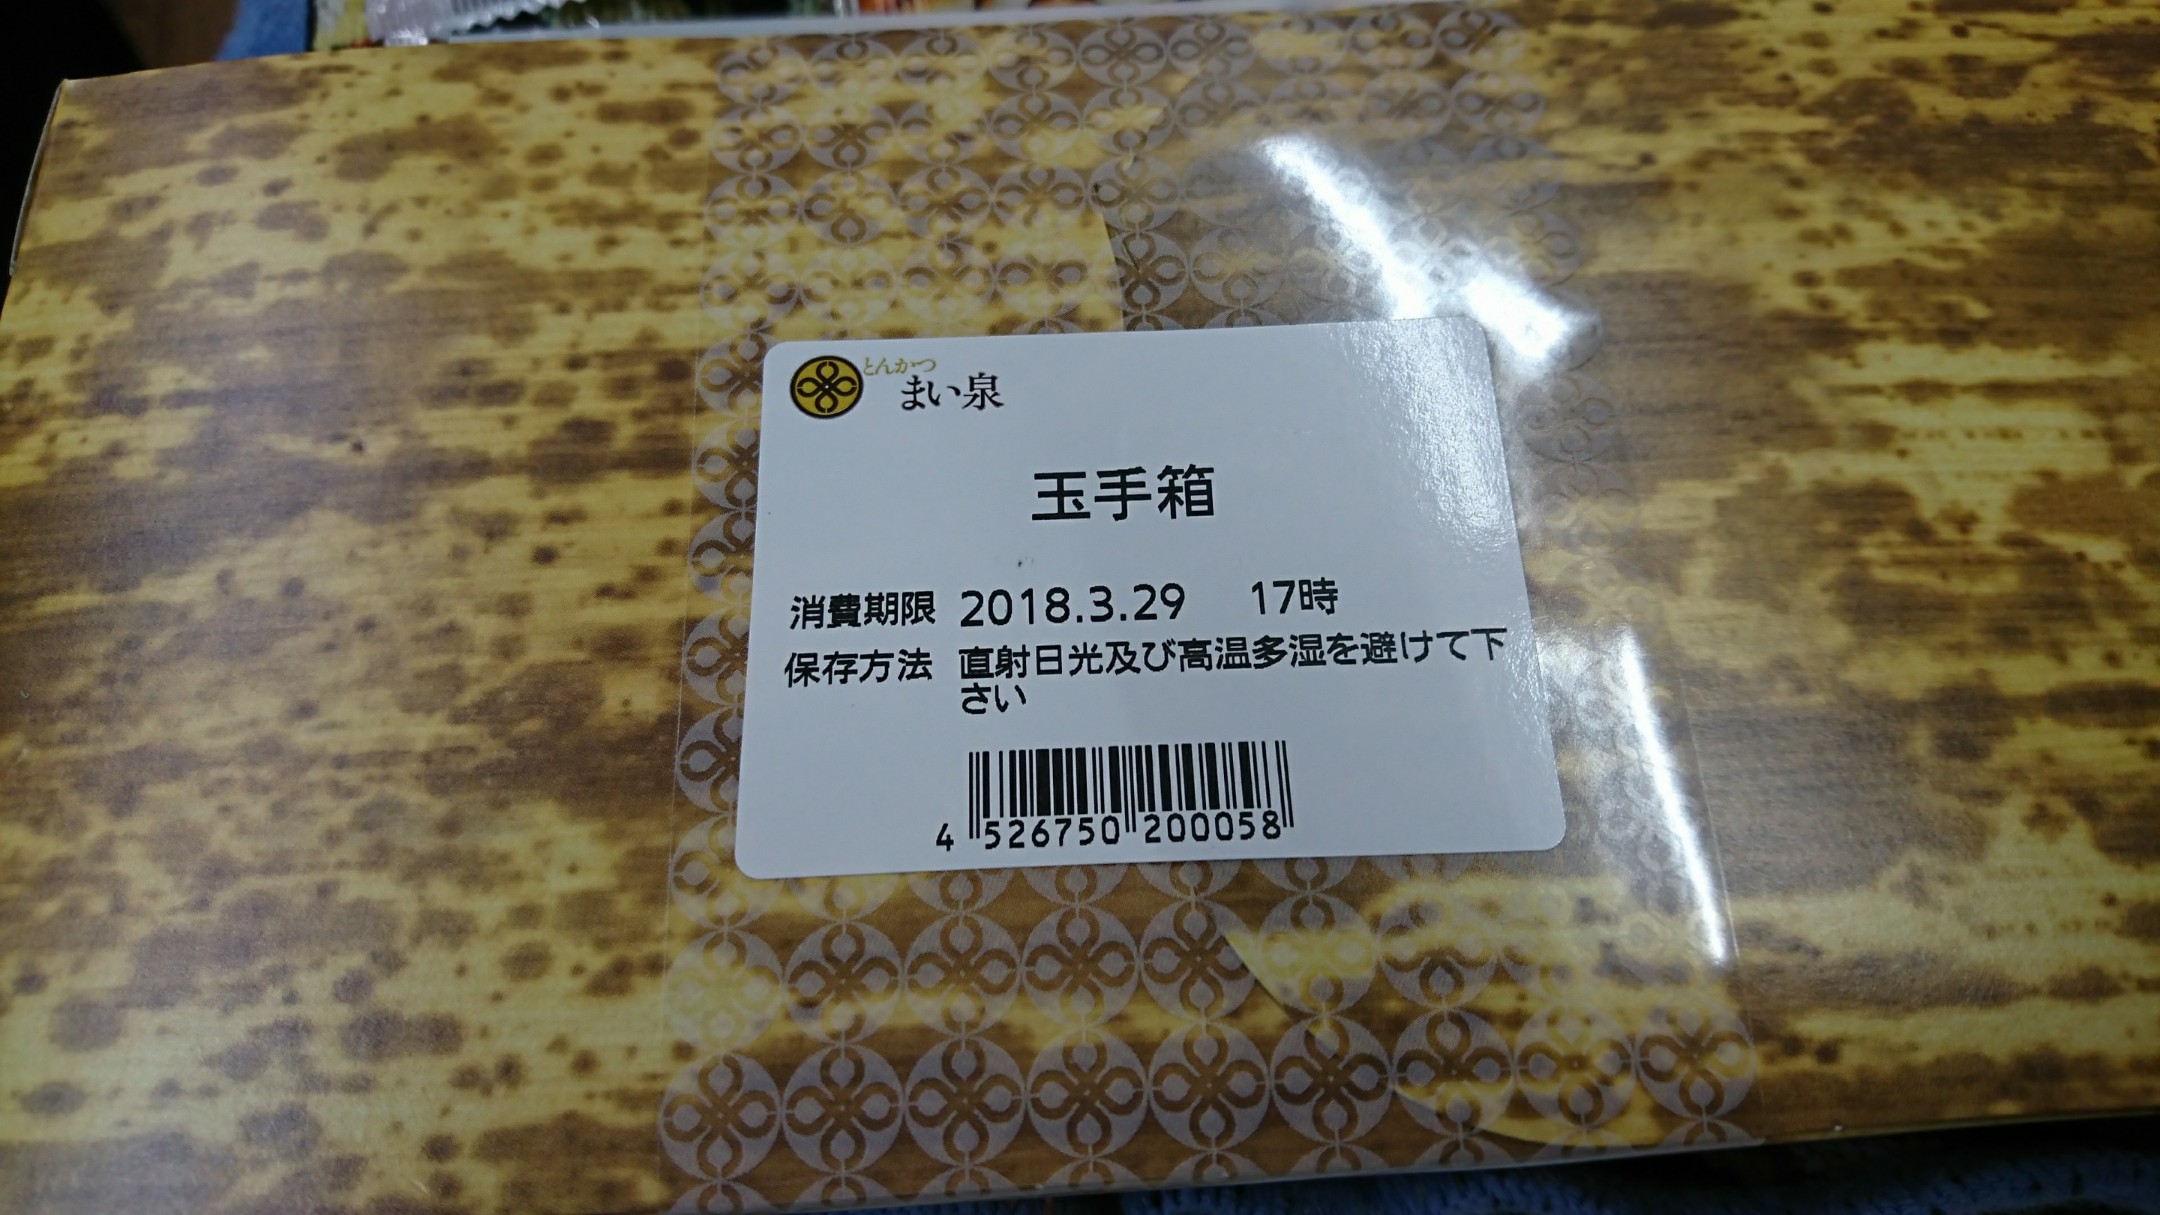 とんかつ
まい泉
玉手箱
消費期限 2018.3.29 17時
保存方法 直射日光及び高温多湿を避けて下
さい
4 526750 200058